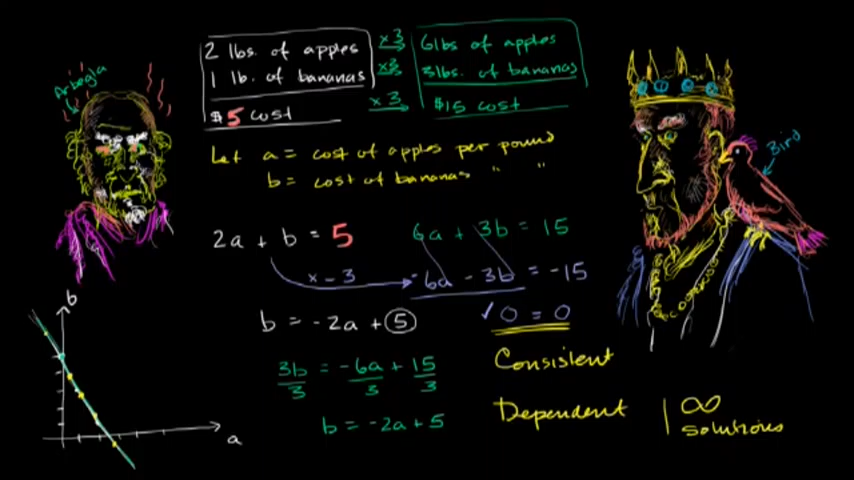 Arbegla
2 lbs. of apples
1 lb. of bananas
$5 cost
x3
x3
x3
6lbs of apples
3lbs. of bananas
$15 cost
Let a = cost of apples per pound
b = cost of bananas " "
Bird
2a + b = 5
6a + 3b = 15
x -3
-6a - 3b = -15
b = -2a + 5
✓ 0 = 0
3b/3 = -6a/3 + 15/3
b = -2a + 5
Consistent
Dependent | ∞
solutions
b
a